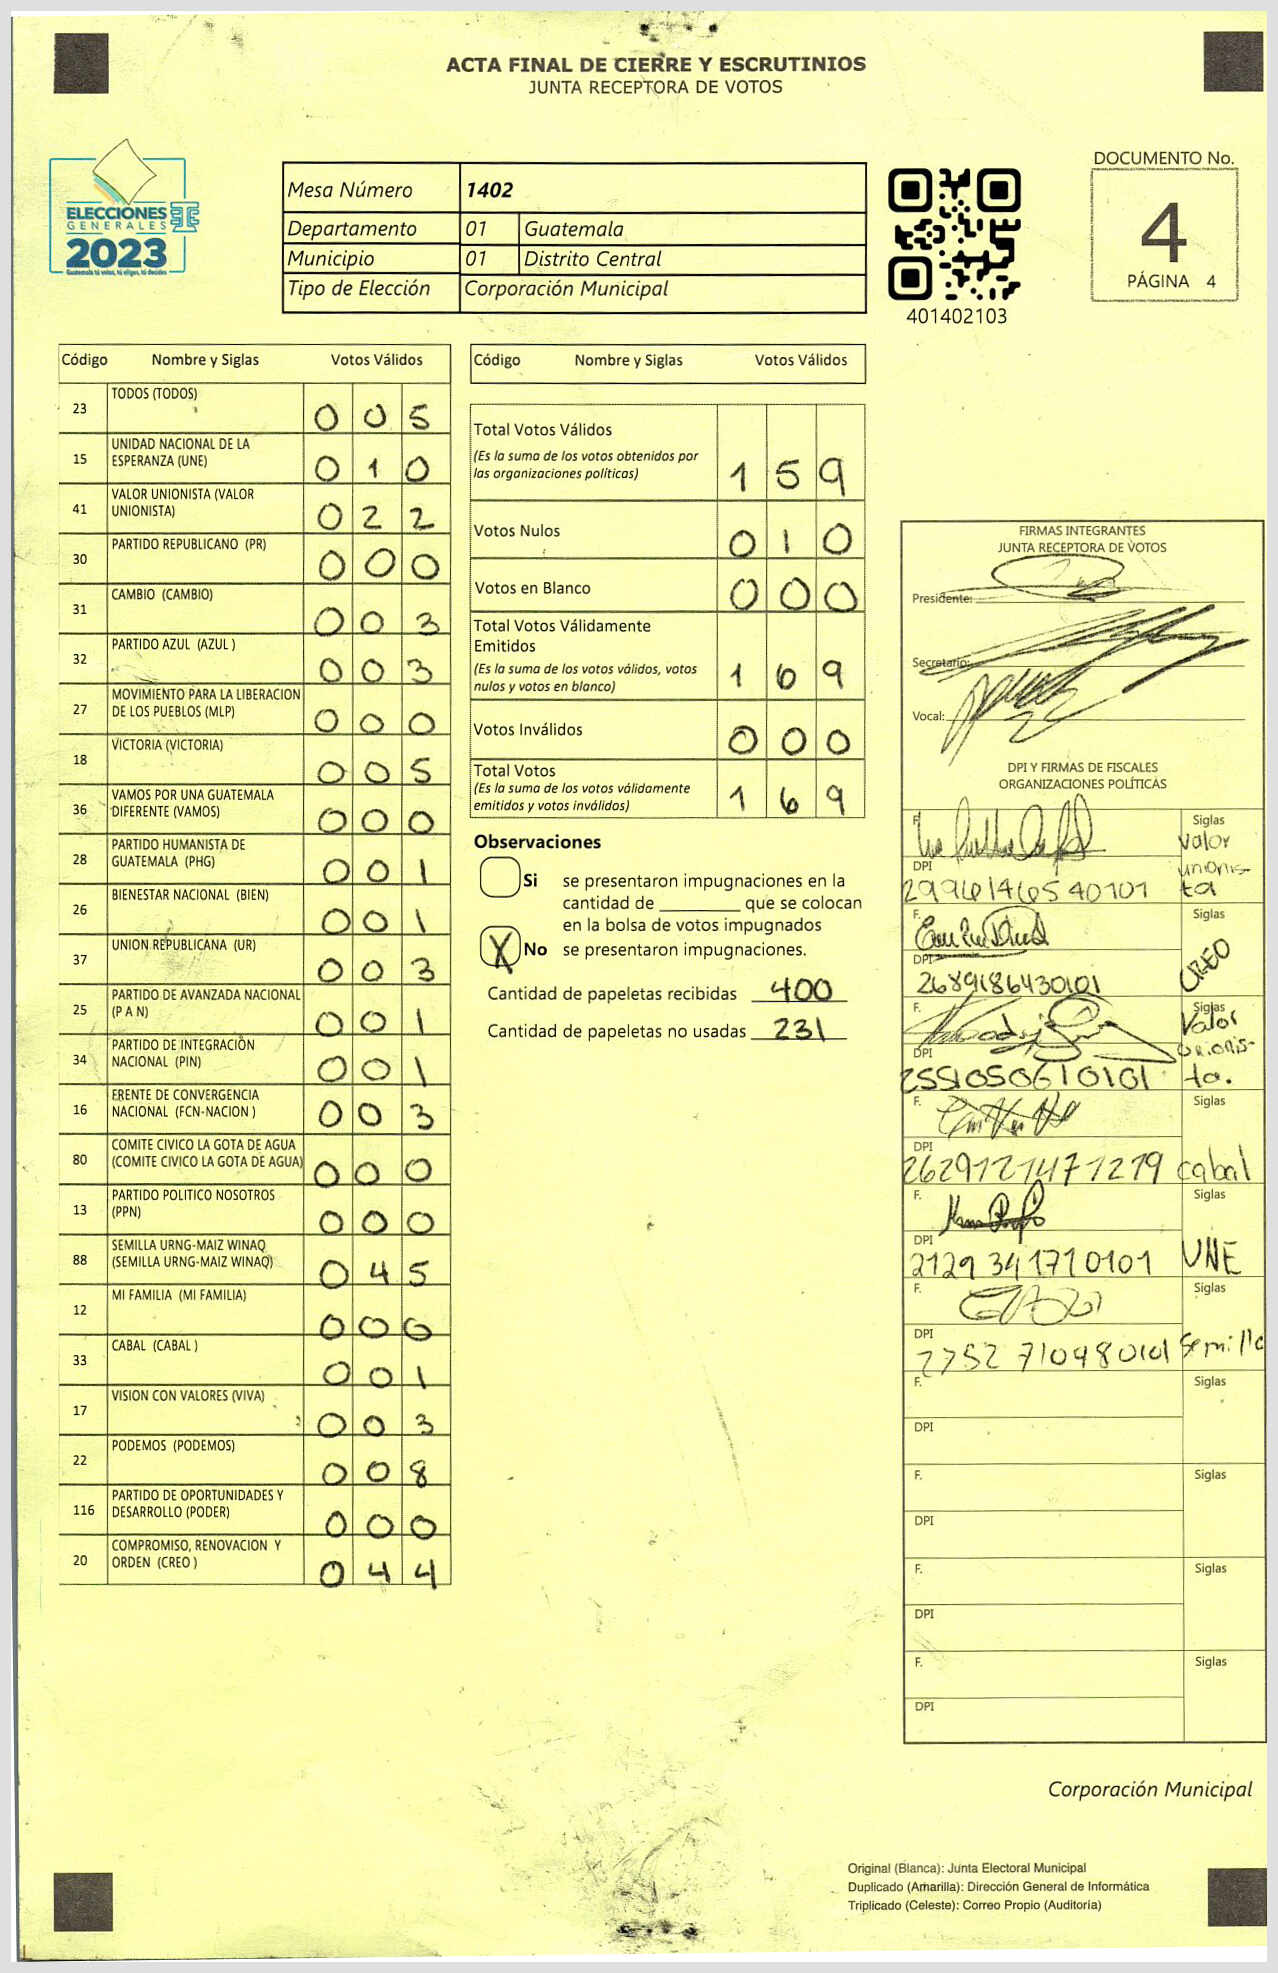 ACTA FINAL DE CIERRE Y ESCRUTINIOS
JUNTA RECEPTORA DE VOTOS
ELECCIONES
GENERALES
2023
Guatemala tú votas, tú eliges, tú decides
Mesa Número 1402
Departamento 01 Guatemala
Municipio 01 Distrito Central
Tipo de Elección Corporación Municipal
401402103
DOCUMENTO No.
4
PÁGINA 4
Código Nombre y Siglas Votos Válidos
23 TODOS (TODOS) 0 0 5
15 UNIDAD NACIONAL DE LA ESPERANZA (UNE) 0 1 0
41 VALOR UNIONISTA (VALOR UNIONISTA) 0 2 2
30 PARTIDO REPUBLICANO (PR) 0 0 0
31 CAMBIO (CAMBIO) 0 0 3
32 PARTIDO AZUL (AZUL ) 0 0 3
27 MOVIMIENTO PARA LA LIBERACION DE LOS PUEBLOS (MLP) 0 0 0
18 VICTORIA (VICTORIA) 0 0 5
36 VAMOS POR UNA GUATEMALA DIFERENTE (VAMOS) 0 0 0
28 PARTIDO HUMANISTA DE GUATEMALA (PHG) 0 0 1
26 BIENESTAR NACIONAL (BIEN) 0 0 1
37 UNION REPUBLICANA (UR) 0 0 3
25 PARTIDO DE AVANZADA NACIONAL (P A N) 0 0 1
34 PARTIDO DE INTEGRACIÓN NACIONAL (PIN) 0 0 1
16 FRENTE DE CONVERGENCIA NACIONAL (FCN-NACION ) 0 0 3
80 COMITE CIVICO LA GOTA DE AGUA (COMITE CIVICO LA GOTA DE AGUA) 0 0 0
13 PARTIDO POLITICO NOSOTROS (PPN) 0 0 0
88 SEMILLA URNG-MAIZ WINAQ (SEMILLA URNG-MAIZ WINAQ) 0 4 5
12 MI FAMILIA (MI FAMILIA) 0 0 0
33 CABAL (CABAL ) 0 0 1
17 VISION CON VALORES (VIVA) 0 0 3
22 PODEMOS (PODEMOS) 0 0 8
116 PARTIDO DE OPORTUNIDADES Y DESARROLLO (PODER) 0 0 0
20 COMPROMISO, RENOVACION Y ORDEN (CREO ) 0 4 4
Código Nombre y Siglas Votos Válidos
Total Votos Válidos
(Es la suma de los votos obtenidos por
las organizaciones políticas) 1 5 9
Votos Nulos 0 1 0
Votos en Blanco 0 0 0
Total Votos Válidamente
Emitidos
(Es la suma de los votos válidos, votos
nulos y votos en blanco) 1 6 9
Votos Inválidos 0 0 0
Total Votos
(Es la suma de los votos válidamente
emitidos y votos inválidos) 1 6 9
Observaciones
Si se presentaron impugnaciones en la
cantidad de ________ que se colocan
en la bolsa de votos impugnados
X No se presentaron impugnaciones.
Cantidad de papeletas recibidas 400
Cantidad de papeletas no usadas 231
FIRMAS INTEGRANTES
JUNTA RECEPTORA DE VOTOS
Presidente:
Secretario:
Vocal:
DPI Y FIRMAS DE FISCALES
ORGANIZACIONES POLÍTICAS
F. Siglas
Valor
unionis-
ta
DPI
F. Siglas
CREO
DPI
2689186430101
F. Siglas
Valor
unionis-
ta.
DPI
2551050610101
F. Siglas
DPI
2629121471219 cabal
F. Siglas
DPI
2129 341710101 UNE
F. Siglas
DPI
2252 710480101 Semilla
F. Siglas
DPI
F. Siglas
DPI
F. Siglas
DPI
F. Siglas
DPI
Corporación Municipal
Original (Blanca): Junta Electoral Municipal
Duplicado (Amarilla): Dirección General de Informática
Triplicado (Celeste): Correo Propio (Auditoría)